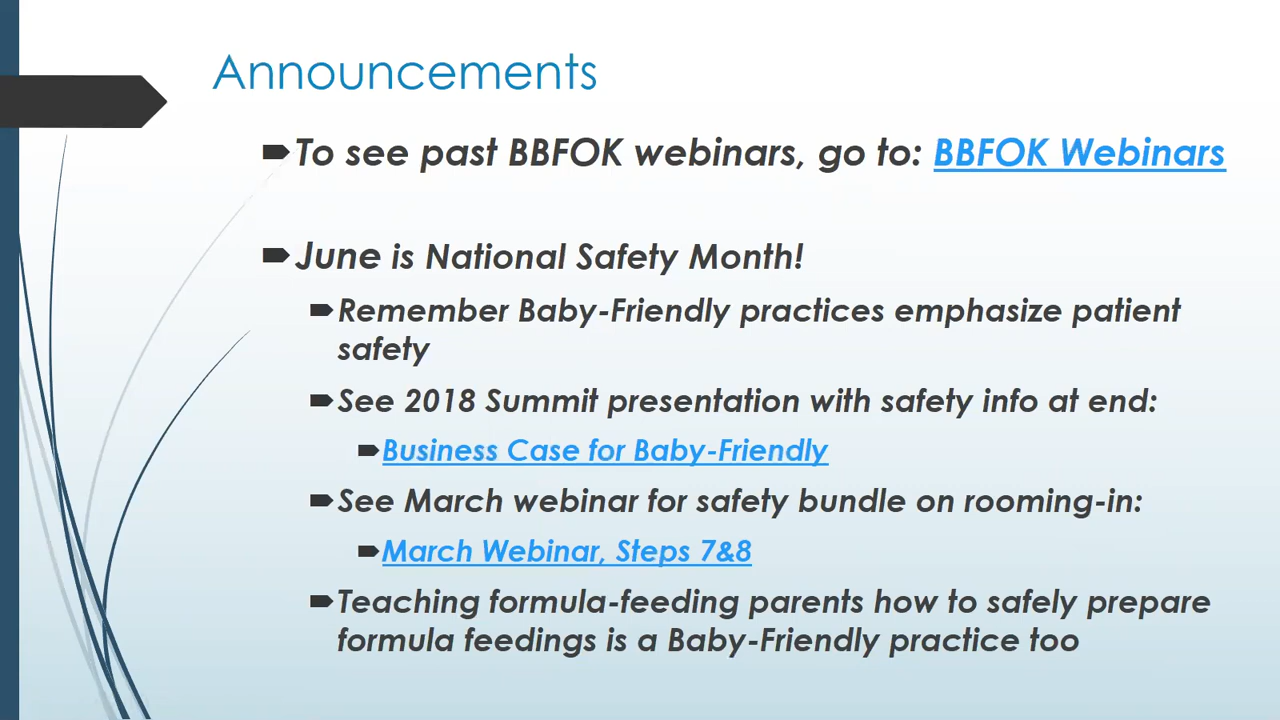 Announcements
To see past BBFOK webinars, go to: BBFOK Webinars
June is National Safety Month!
Remember Baby-Friendly practices emphasize patient
safety
See 2018 Summit presentation with safety info at end:
Business Case for Baby-Friendly
See March webinar for safety bundle on rooming-in:
March Webinar, Steps 7&8
Teaching formula-feeding parents how to safely prepare
formula feedings is a Baby-Friendly practice too